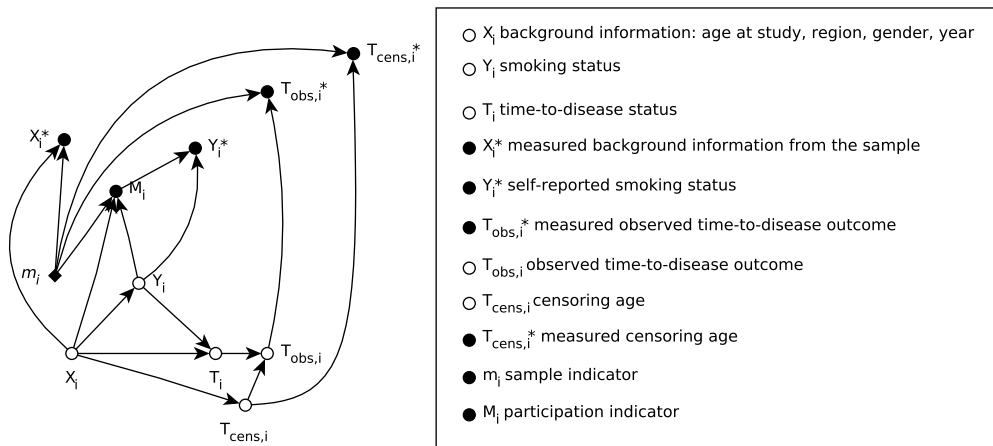 T_cens,i*
T_obs,i*
X_i*
Y_i*
M_i
m_i
Y_i
X_i
T_i
T_obs,i
T_cens,i
X_i background information: age at study, region, gender, year
Y_i smoking status
T_i time-to-disease status
X_i* measured background information from the sample
Y_i* self-reported smoking status
T_obs,i* measured observed time-to-disease outcome
T_obs,i observed time-to-disease outcome
T_cens,i censoring age
T_cens,i* measured censoring age
m_i sample indicator
M_i participation indicator